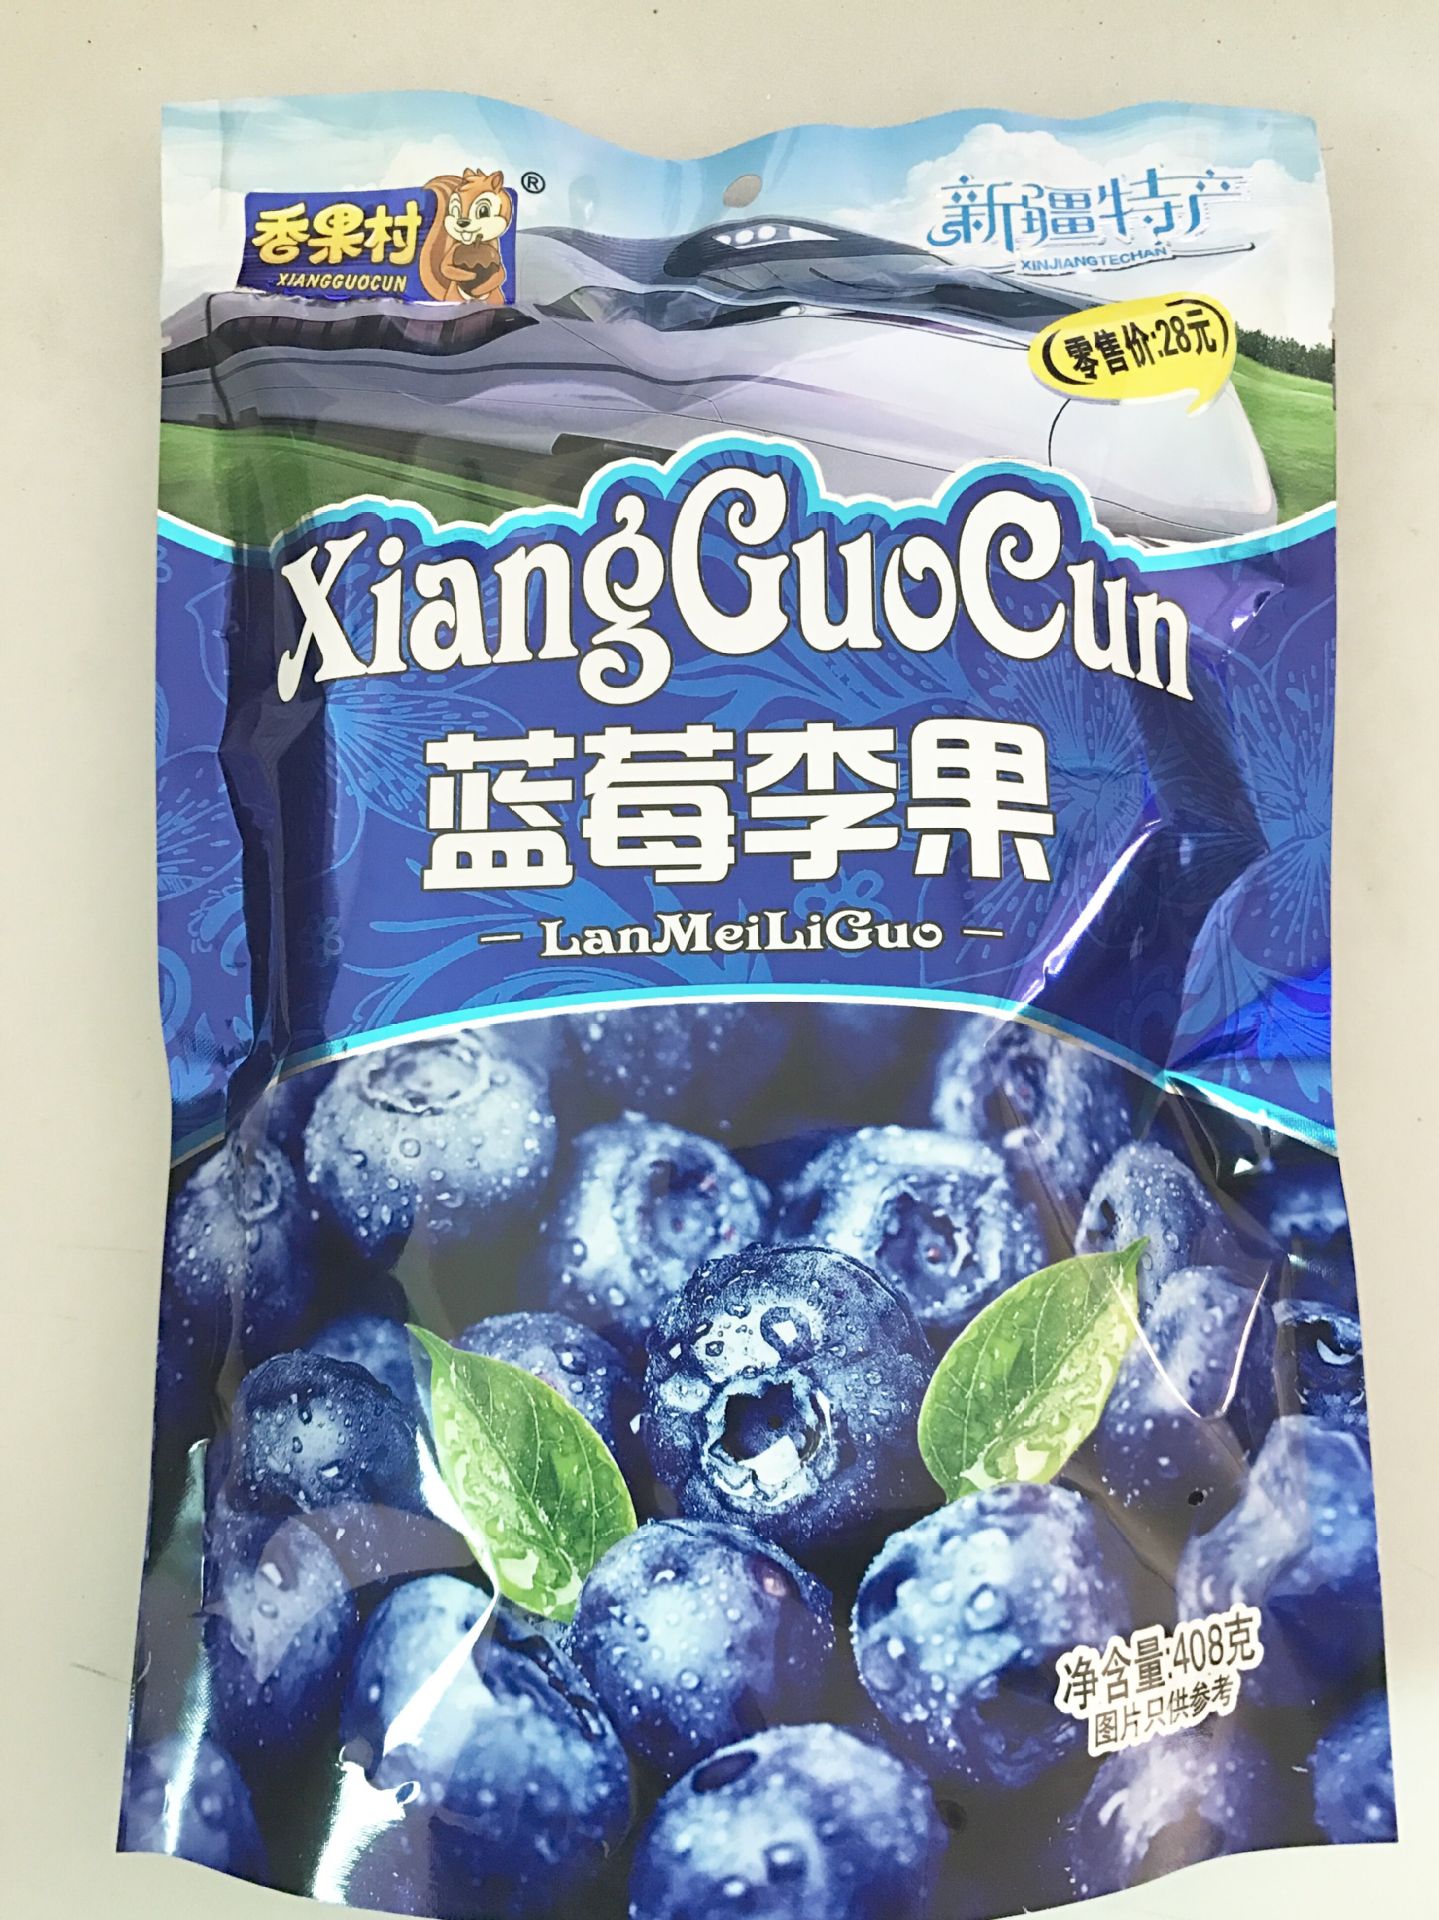 香果村
®
XIANGGUOCUN
新疆特产
XINJIANGTECHAN
零售价:28元
XiangGuoCun
蓝莓李果
— LanMeiLiGuo —
净含量:408克
图片只供参考